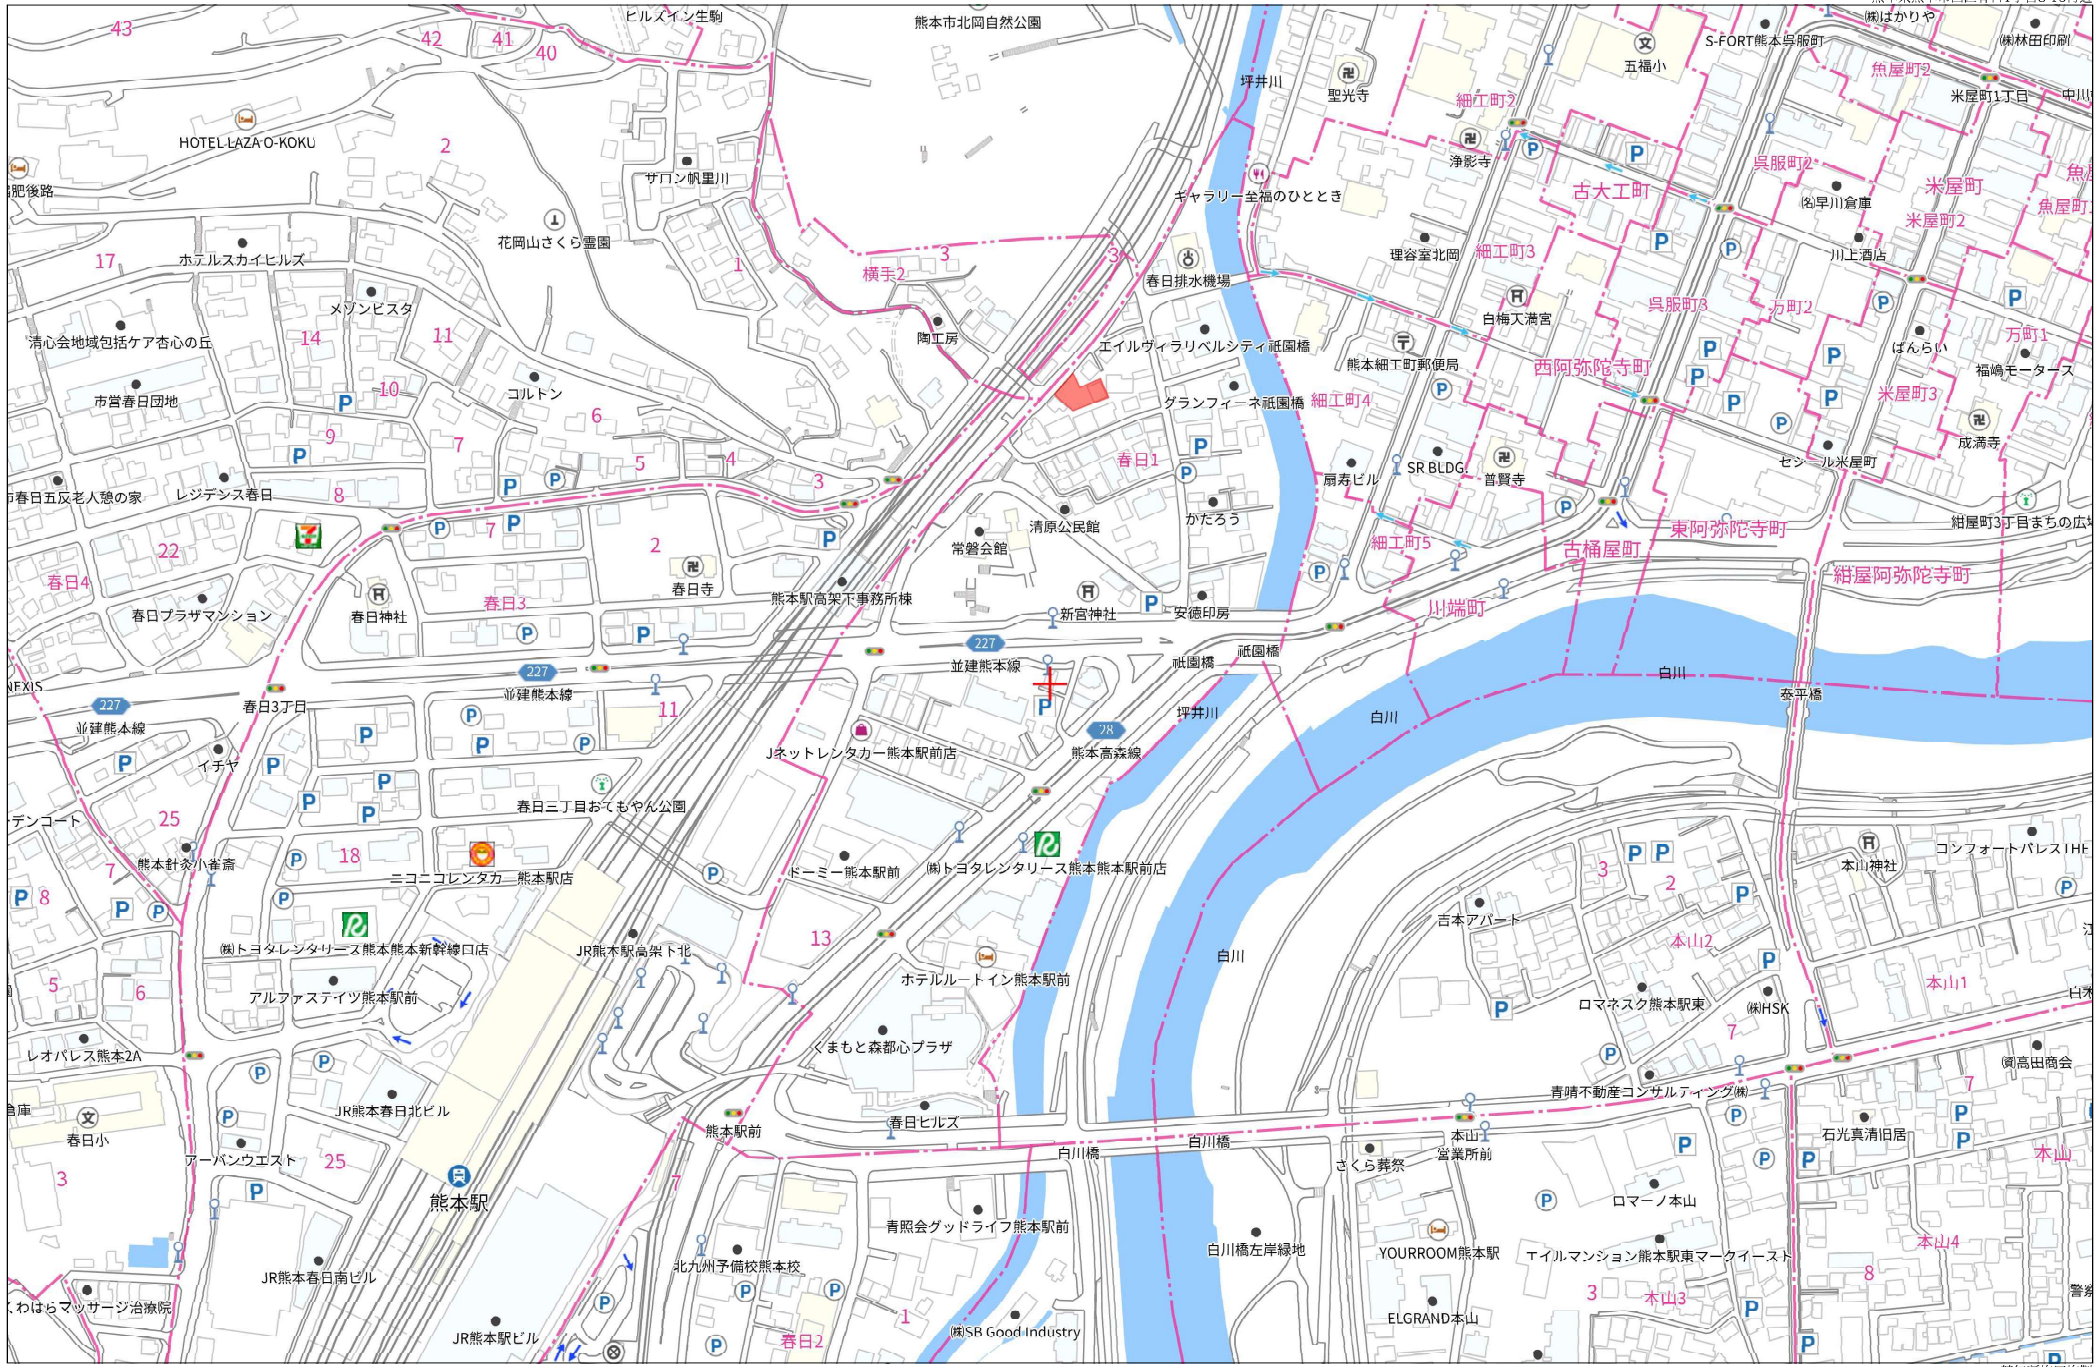 43
42
41
40
ヒルズイン生駒
熊本市北岡自然公園
坪井川
聖光寺
細工町2
五福小
S-FORT熊本呉服町
㈱はかりや
㈱林田印刷
魚屋町2
米屋町1丁目
HOTEL LAZA O-KOKU
2
サロン帆里川
浄影寺
呉服町2
古大工町
米屋町
㈴早川倉庫
米屋町2
ギャラリー至福のひととき
花岡山さくら霊園
1
3
3
横手2
春日排水機場
理容室北岡
細工町3
川上酒店
17
ホテルスカイヒルズ
メゾンビスタ
14
11
清心会地域包括ケア杏心の丘
陶工房
エイルヴィラリベルシティ祇園橋
白梅天満宮
呉服町3
万町2
万町1
ばんらい
福嶋モータース
熊本細工町郵便局
西阿弥陀寺町
市営春日団地
10
コルトン
グランフィーネ祇園橋
細工町4
米屋町3
成満寺
9
7
6
5
4
3
春日1
扇寿ビル
SR BLDG.
普賢寺
セジュール米屋町
レジデンス春日
8
清原公民館
かたろう
紺屋町3丁目まちの広場
22
7
2
常磐会館
細工町5
古桶屋町
東阿弥陀寺町
紺屋阿弥陀寺町
春日4
春日プラザマンション
春日神社
春日3
春日寺
熊本駅高架下事務所棟
新宮神社
安徳印房
川端町
227
並建熊本線
祇園橋
祇園橋
白川
泰平橋
NEXIS
227
並建熊本線
227
並建熊本線
春日3丁目
11
坪井川
白川
28
熊本高森線
Jネットレンタカー熊本駅前店
イチヤ
春日三丁目おてもやん公園
25
7
熊本針灸小雀斎
18
ニコニコレンタカー熊本駅店
ドーミー熊本駅前
㈱トヨタレンタリース熊本熊本駅前店
本山神社
コンフォートパレスTHE
3
2
吉本アパート
本山2
8
㈱トヨタレンタリース熊本熊本新幹線口店
JR熊本駅高架下北
13
ホテルルートイン熊本駅前
白川
5
6
アルファステイツ熊本駅前
ロマネスク熊本駅東
㈱HSK
本山1
くまもと森都心プラザ
7
レオパレス熊本2A
㈲高田商会
青晴不動産コンサルティング㈱
7
JR熊本春日北ビル
春日ヒルズ
春日小
熊本駅前
白川橋
白川橋
本山営業所前
石光真清旧居
本山
アーバンウエスト
25
さくら葬祭
3
熊本駅
7
ロマーノ本山
青照会グッドライフ熊本駅前
白川橋左岸緑地
YOURROOM熊本駅
エイルマンション熊本駅東マークイースト
本山4
JR熊本春日南ビル
北九州予備校熊本校
8
くわはらマッサージ治療院
3
本山3
JR熊本駅ビル
春日2
1
㈱SB Good Industry
ELGRAND本山